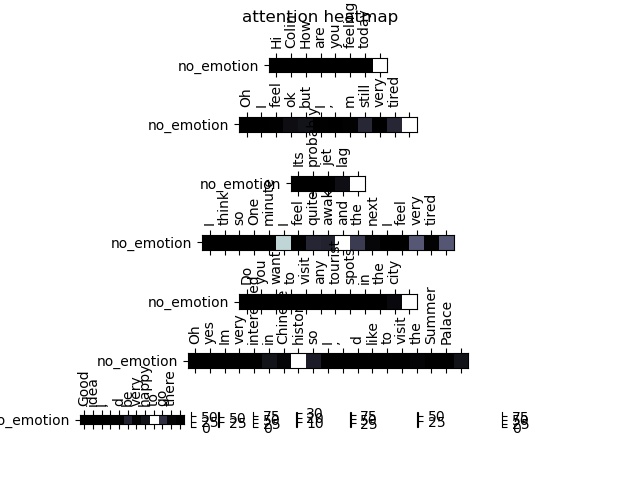 attention heatmap
Hi Colin How are you feeling today
no_emotion
Oh I feel ok but I , m still very tired
no_emotion
Its probably jet lag
no_emotion
I think so One minute I feel quite awake and the next I feel very tired
no_emotion
Do you want to visit any tourist spots in the city
no_emotion
Oh yes Im very interested in Chinese history so I , d like to visit the Summer Palace
no_emotion
Good idea I , d be very happy to go there
no_emotion